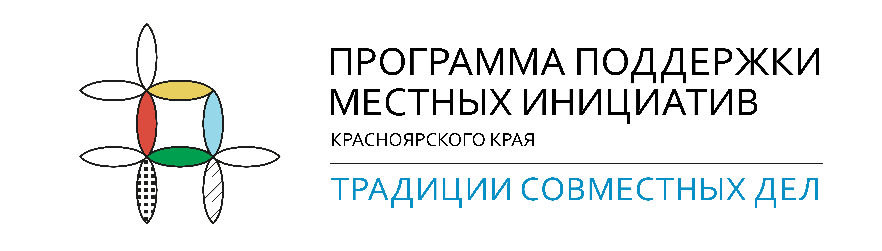 ПРОГРАММА ПОДДЕРЖКИ
МЕСТНЫХ ИНИЦИАТИВ
КРАСНОЯРСКОГО КРАЯ
ТРАДИЦИИ СОВМЕСТНЫХ ДЕЛ